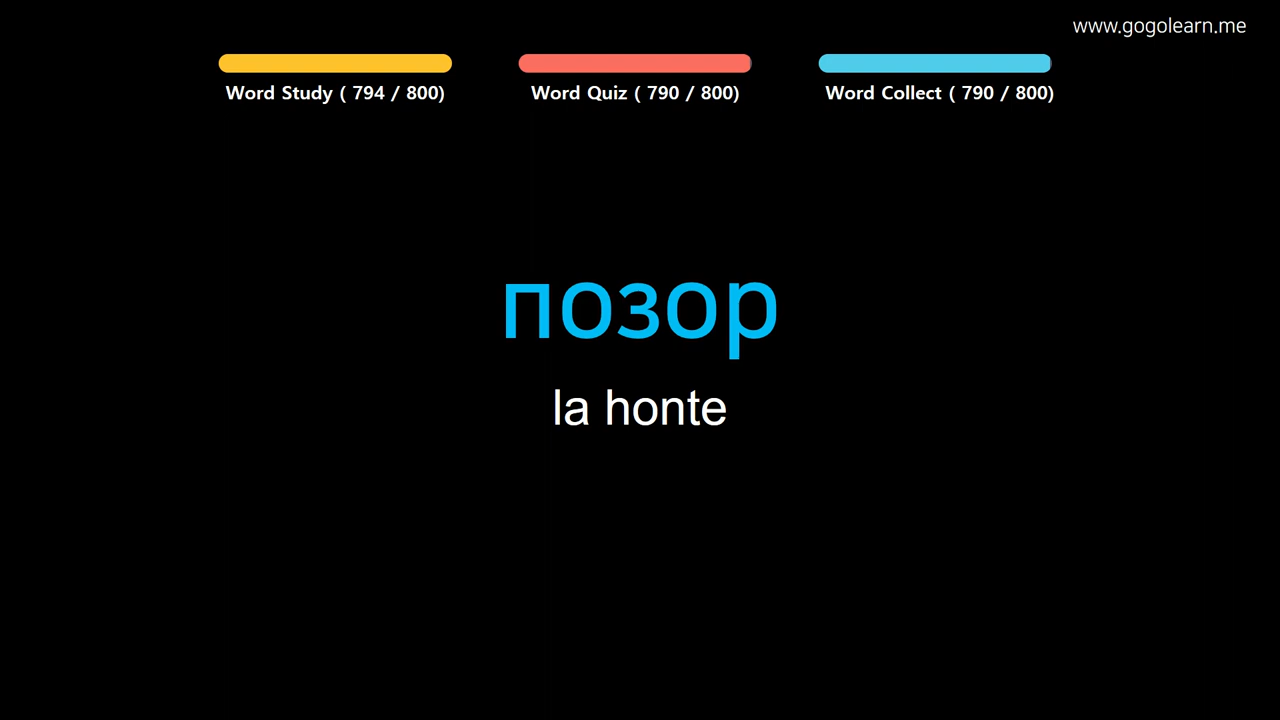 www.gogolearn.me
Word Study ( 794 / 800)
Word Quiz ( 790 / 800)
Word Collect ( 790 / 800)
позор
la honte